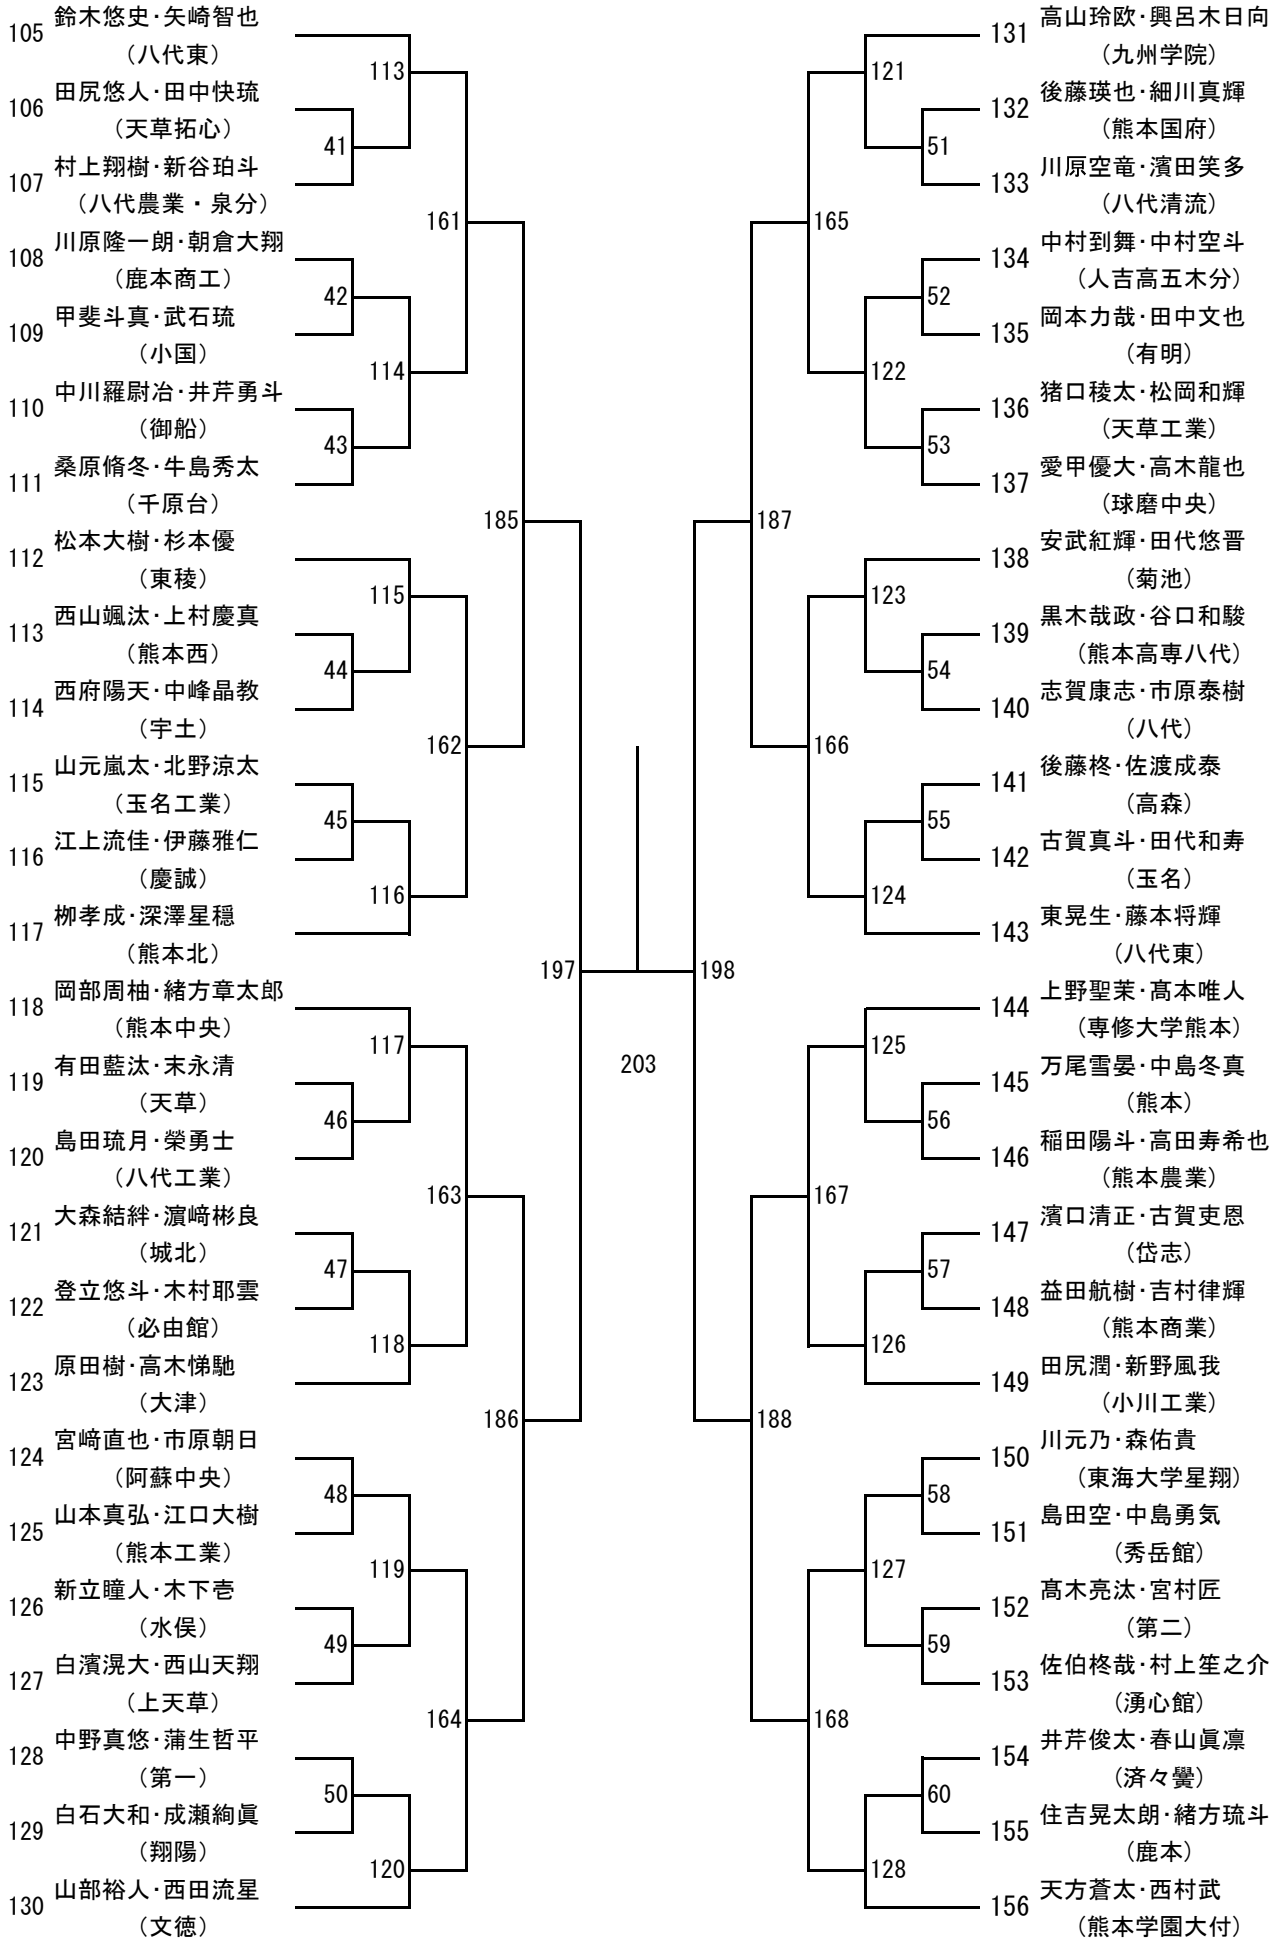 105 鈴木悠史･矢崎智也
（八代東）
106 田尻悠人･田中快琉
（天草拓心）
107 村上翔樹･新谷珀斗
（八代農業・泉分）
108 川原隆一朗･朝倉大翔
（鹿本商工）
109 甲斐斗真･武石琉
（小国）
110 中川羅尉冶･井芹勇斗
（御船）
111 桑原脩冬･牛島秀太
（千原台）
112 松本大樹･杉本優
（東稜）
113 西山颯汰･上村慶真
（熊本西）
114 西府陽天･中峰晶教
（宇土）
115 山元嵐太･北野涼太
（玉名工業）
116 江上流佳･伊藤雅仁
（慶誠）
117 栁孝成･深澤星穏
（熊本北）
118 岡部周柚･緒方章太郎
（熊本中央）
119 有田藍汰･末永清
（天草）
120 島田琉月･榮勇士
（八代工業）
121 大森結絆･濵﨑彬良
（城北）
122 登立悠斗･木村耶雲
（必由館）
123 原田樹･高木悌馳
（大津）
124 宮﨑直也･市原朝日
（阿蘇中央）
125 山本真弘･江口大樹
（熊本工業）
126 新立瞳人･木下壱
（水俣）
127 白濱滉大･西山天翔
（上天草）
128 中野真悠･蒲生哲平
（第一）
129 白石大和･成瀬絢眞
（翔陽）
130 山部裕人･西田流星
（文徳）
113
41
161
42
114
43
185
115
44
162
45
116
197
117
46
163
47
118
186
48
119
49
164
50
120
203
121
51
165
52
122
53
187
123
54
166
55
124
198
125
56
167
57
126
188
58
127
59
168
60
128
131 高山玲欧･興呂木日向
（九州学院）
132 後藤瑛也･細川真輝
（熊本国府）
133 川原空竜･濱田笑多
（八代清流）
134 中村到舞･中村空斗
（人吉高五木分）
135 岡本力哉･田中文也
（有明）
136 猪口稜太･松岡和輝
（天草工業）
137 愛甲優大･高木龍也
（球磨中央）
138 安武紅輝･田代悠晋
（菊池）
139 黒木哉政･谷口和駿
（熊本高専八代）
140 志賀康志･市原泰樹
（八代）
141 後藤柊･佐渡成泰
（高森）
142 古賀真斗･田代和寿
（玉名）
143 東晃生･藤本将輝
（八代東）
144 上野聖茉･髙本唯人
（専修大学熊本）
145 万尾雪晏･中島冬真
（熊本）
146 稲田陽斗･高田寿希也
（熊本農業）
147 濱口清正･古賀吏恩
（岱志）
148 益田航樹･吉村律輝
（熊本商業）
149 田尻潤･新野風我
（小川工業）
150 川元乃･森佑貴
（東海大学星翔）
151 島田空･中島勇気
（秀岳館）
152 髙木亮汰･宮村匠
（第二）
153 佐伯柊哉･村上笙之介
（湧心館）
154 井芹俊太･春山眞凛
（済々黌）
155 住吉晃太朗･緒方琉斗
（鹿本）
156 天方蒼太･西村武
（熊本学園大付）